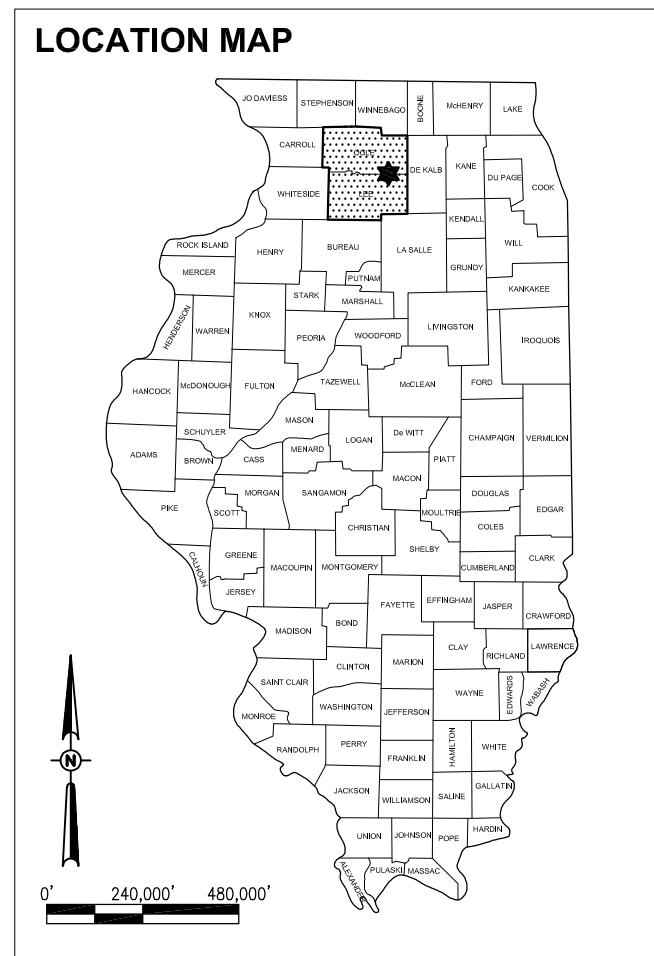 LOCATION MAP
JO DAVIESS
STEPHENSON
WINNEBAGO
BOONE
McHENRY
LAKE
CARROLL
OGLE
DE KALB
KANE
DU PAGE
COOK
WHITESIDE
LEE
KENDALL
WILL
ROCK ISLAND
HENRY
BUREAU
LA SALLE
GRUNDY
MERCER
PUTNAM
KANKAKEE
STARK
MARSHALL
HENDERSON
WARREN
KNOX
PEORIA
WOODFORD
LIVINGSTON
IROQUOIS
HANCOCK
McDONOUGH
FULTON
TAZEWELL
McCLEAN
FORD
MASON
SCHUYLER
LOGAN
De WITT
CHAMPAIGN
VERMILION
ADAMS
BROWN
CASS
MENARD
PIATT
MACON
PIKE
SCOTT
MORGAN
SANGAMON
DOUGLAS
MOULTRIE
EDGAR
CHRISTIAN
COLES
SHELBY
GREENE
CALHOUN
MACOUPIN
MONTGOMERY
CUMBERLAND
CLARK
JERSEY
FAYETTE
EFFINGHAM
JASPER
CRAWFORD
MADISON
BOND
CLAY
RICHLAND
LAWRENCE
CLINTON
MARION
SAINT CLAIR
WAYNE
EDWARDS
WABASH
WASHINGTON
JEFFERSON
MONROE
RANDOLPH
PERRY
HAMILTON
WHITE
FRANKLIN
JACKSON
WILLIAMSON
SALINE
GALLATIN
UNION
JOHNSON
POPE
HARDIN
ALEXANDER
PULASKI
MASSAC
N
0' 240,000' 480,000'